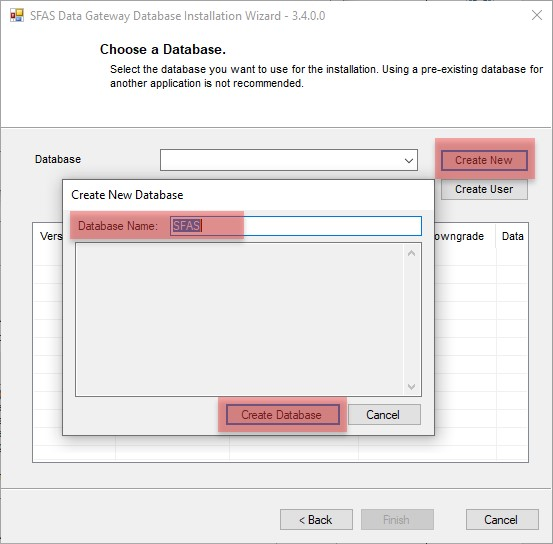 SFAS Data Gateway Database Installation Wizard - 3.4.0.0
Choose a Database.
Select the database you want to use for the installation. Using a pre-existing database for
another application is not recommended.
Database
Create New
Create User
Create New Database
Database Name: SFAS
Vers
owngrade
Data
Create Database
Cancel
< Back
Finish
Cancel